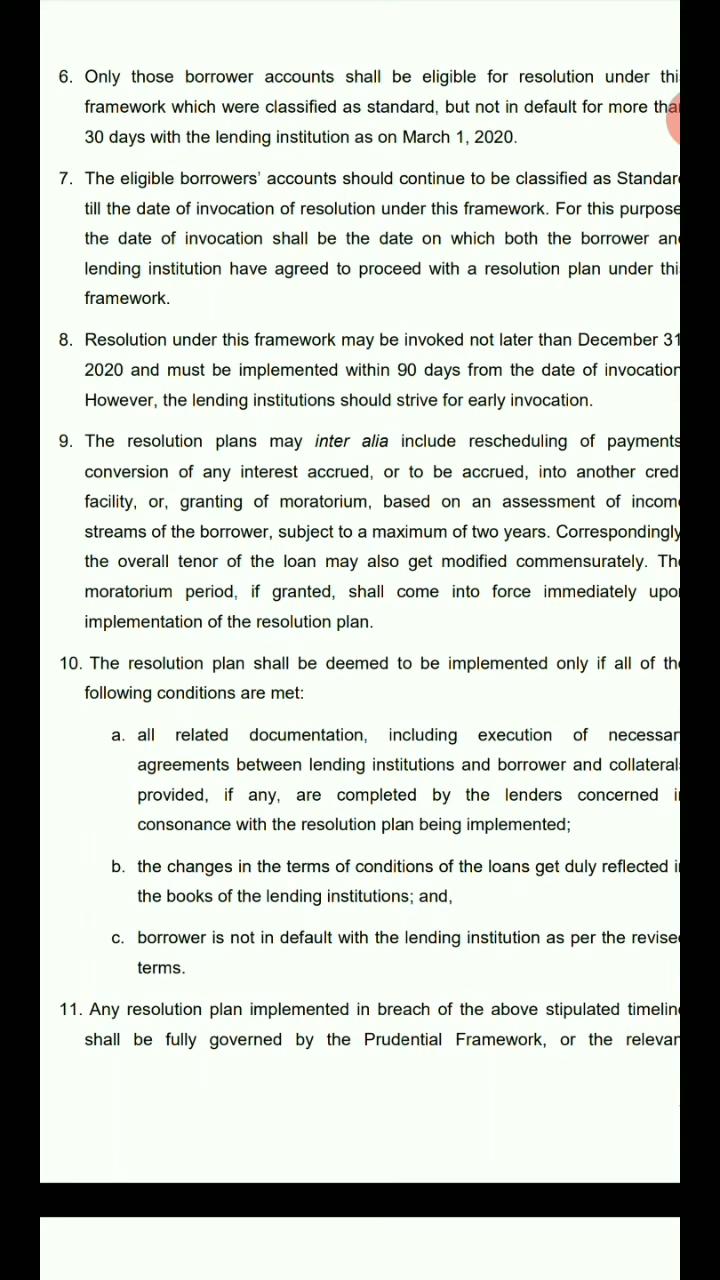 6. Only those borrower accounts shall be eligible for resolution under thi
framework which were classified as standard, but not in default for more tha
30 days with the lending institution as on March 1, 2020.
7. The eligible borrowers' accounts should continue to be classified as Standar
till the date of invocation of resolution under this framework. For this purpose
the date of invocation shall be the date on which both the borrower an
lending institution have agreed to proceed with a resolution plan under thi
framework.
8. Resolution under this framework may be invoked not later than December 31
2020 and must be implemented within 90 days from the date of invocation
However, the lending institutions should strive for early invocation.
9. The resolution plans may inter alia include rescheduling of payments
conversion of any interest accrued, or to be accrued, into another cred
facility, or, granting of moratorium, based on an assessment of incom
streams of the borrower, subject to a maximum of two years. Correspondingly
the overall tenor of the loan may also get modified commensurately. Th
moratorium period, if granted, shall come into force immediately upo
implementation of the resolution plan.
10. The resolution plan shall be deemed to be implemented only if all of th
following conditions are met:
a. all related documentation, including execution of necessar
agreements between lending institutions and borrower and collateral
provided, if any, are completed by the lenders concerned i
consonance with the resolution plan being implemented;
b. the changes in the terms of conditions of the loans get duly reflected i
the books of the lending institutions; and,
c. borrower is not in default with the lending institution as per the revise
terms.
11. Any resolution plan implemented in breach of the above stipulated timelin
shall be fully governed by the Prudential Framework, or the relevan